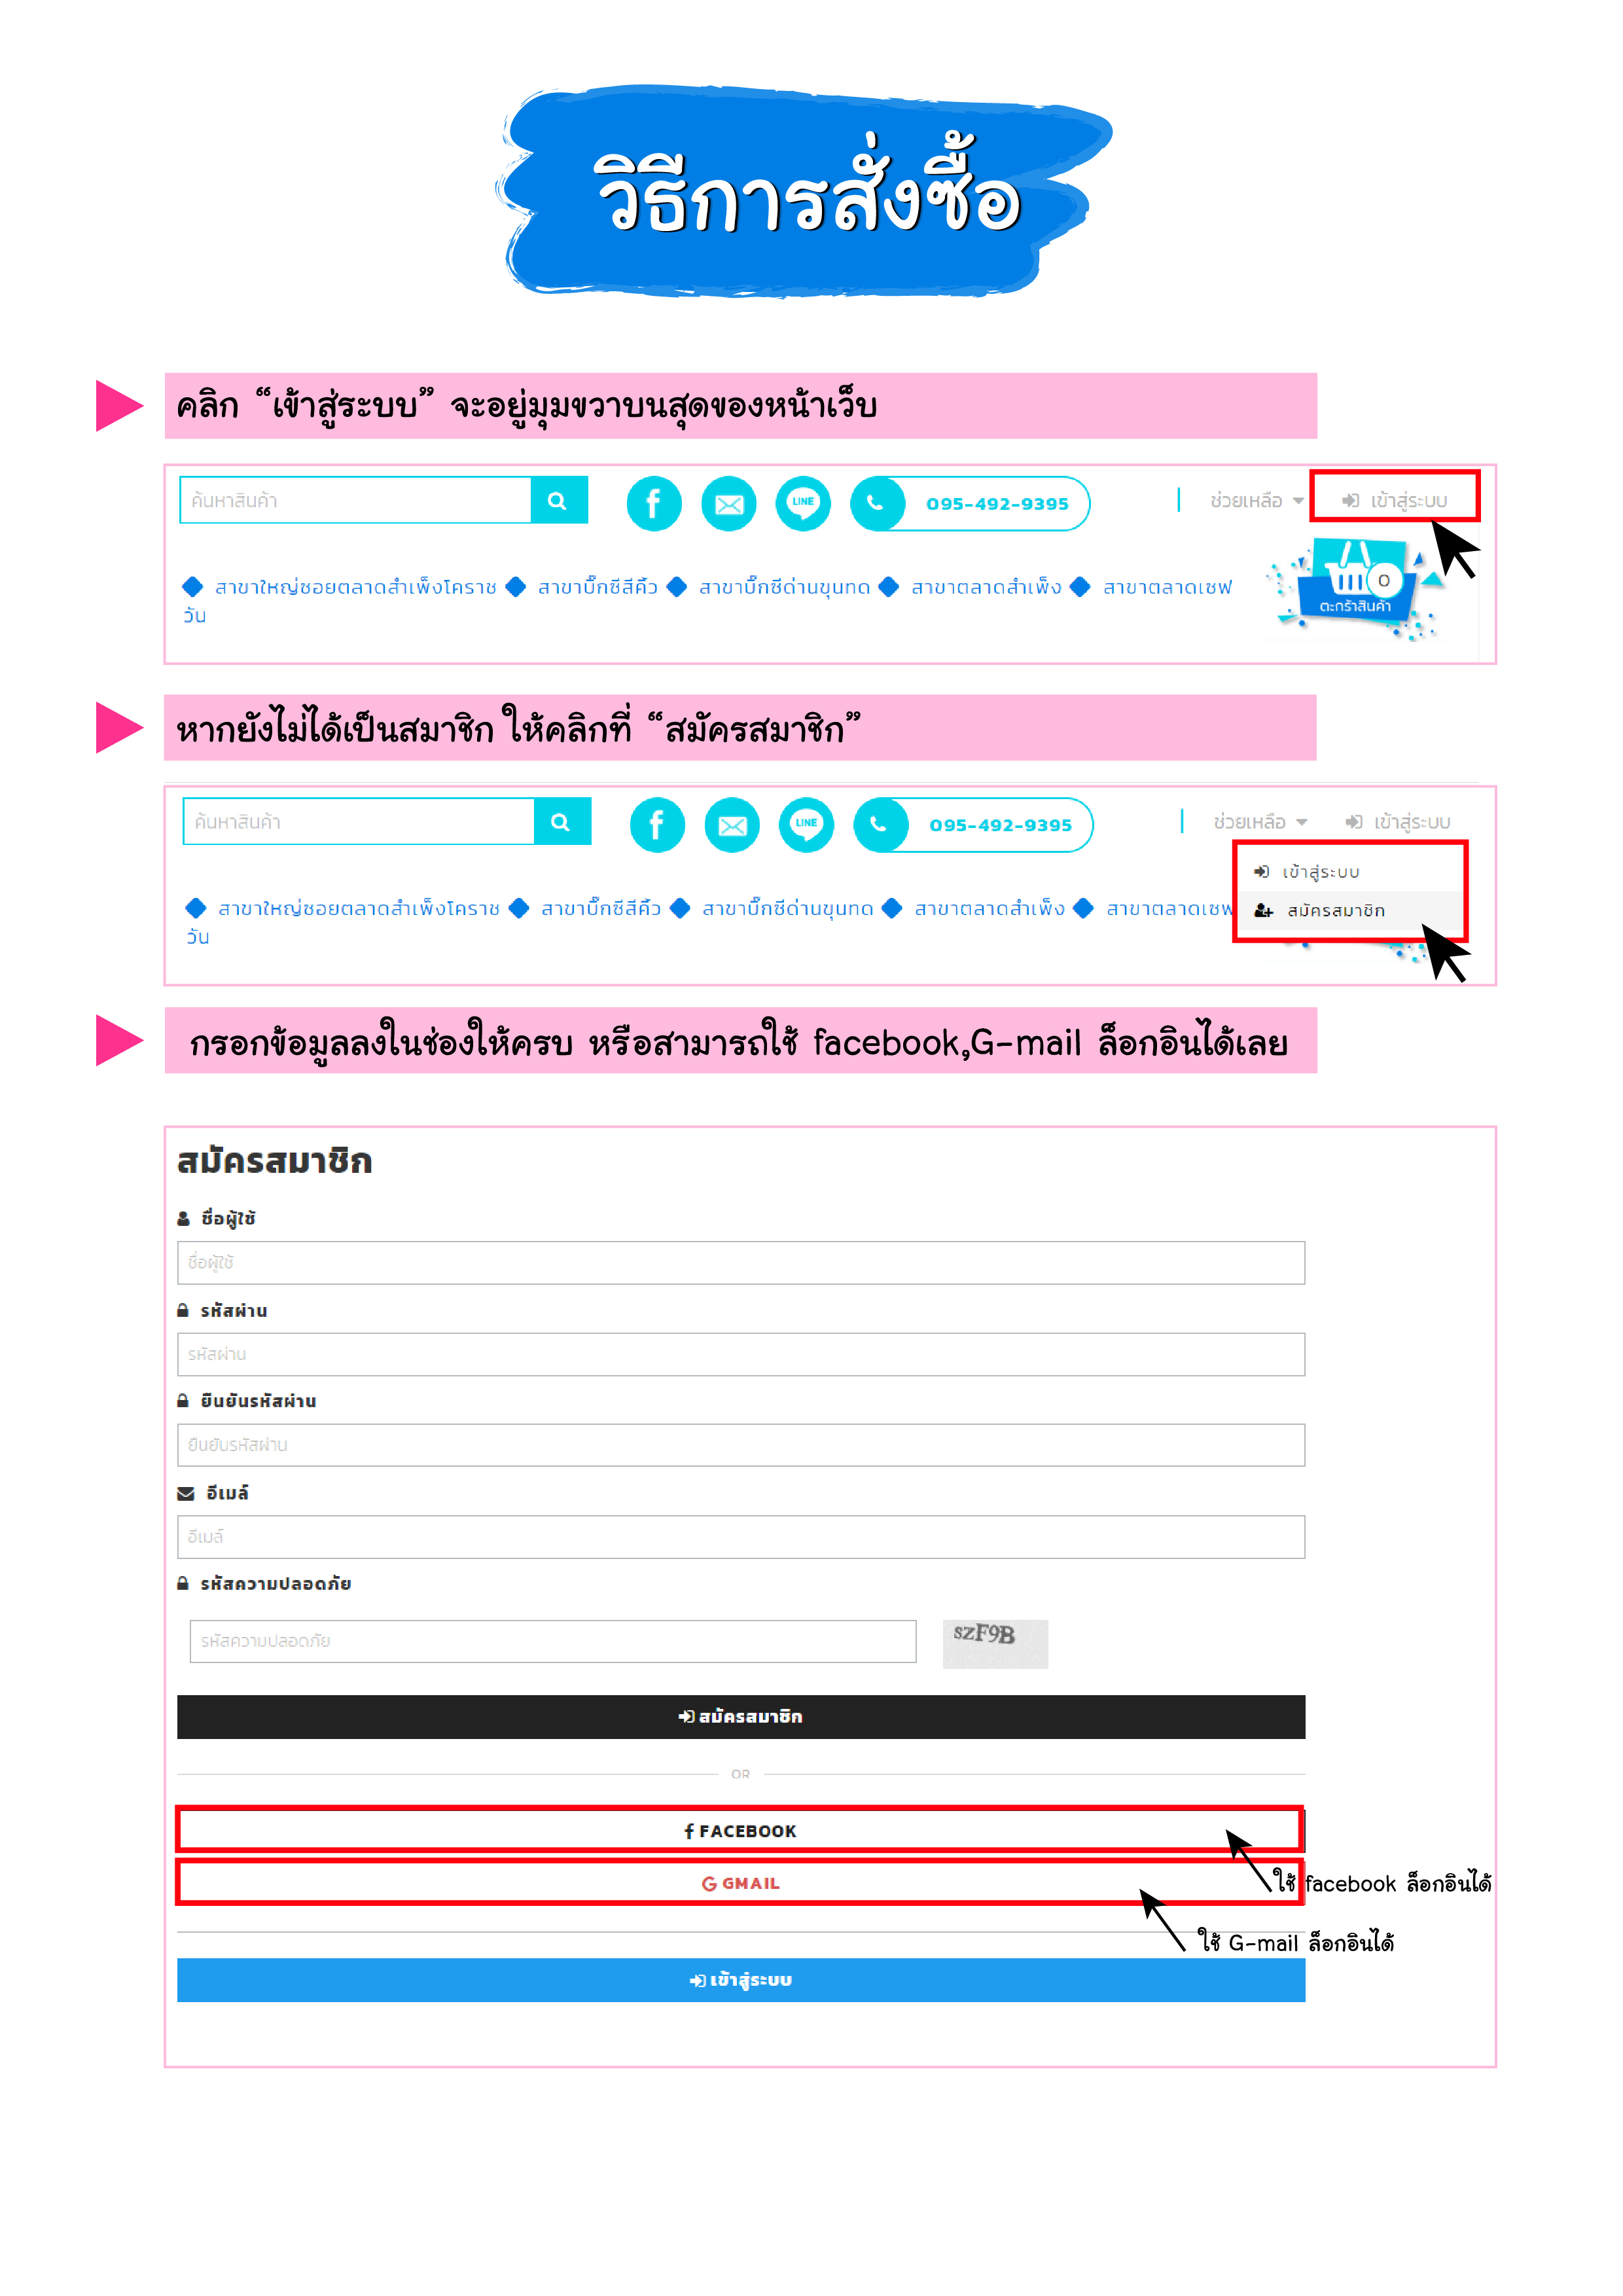 วิธีการสั่งซื้อ
คลิก “เข้าสู่ระบบ” จะอยู่มุมขวาบนสุดของหน้าเว็บ
ค้นหาสินค้า
LINE
095-492-9395
ช่วยเหลือ
เข้าสู่ระบบ
สาขาใหญ่ซอยตลาดสำเพ็งโคราช สาขาบิ๊กซีสีคิ้ว สาขาบิ๊กซีด่านขุนทด สาขาตลาดสำเพ็ง สาขาตลาดเซฟ
วัน
0
ตะกร้าสินค้า
หากยังไม่ได้เป็นสมาชิก ให้คลิกที่ “สมัครสมาชิก”
ค้นหาสินค้า
LINE
095-492-9395
ช่วยเหลือ
เข้าสู่ระบบ
เข้าสู่ระบบ
สมัครสมาชิก
สาขาใหญ่ซอยตลาดสำเพ็งโคราช สาขาบิ๊กซีสีคิ้ว สาขาบิ๊กซีด่านขุนทด สาขาตลาดสำเพ็ง สาขาตลาดเซฟ
วัน
กรอกข้อมูลลงในช่องให้ครบ หรือสามารถใช้ facebook,G-mail ล็อกอินได้เลย
สมัครสมาชิก
ชื่อผู้ใช้
ชื่อผู้ใช้
รหัสผ่าน
รหัสผ่าน
ยืนยันรหัสผ่าน
ยืนยันรหัสผ่าน
อีเมล์
อีเมล์
รหัสความปลอดภัย
รหัสความปลอดภัย
szF9B
สมัครสมาชิก
OR
FACEBOOK
GMAIL
ใช้ facebook ล็อกอินได้
ใช้ G-mail ล็อกอินได้
เข้าสู่ระบบ